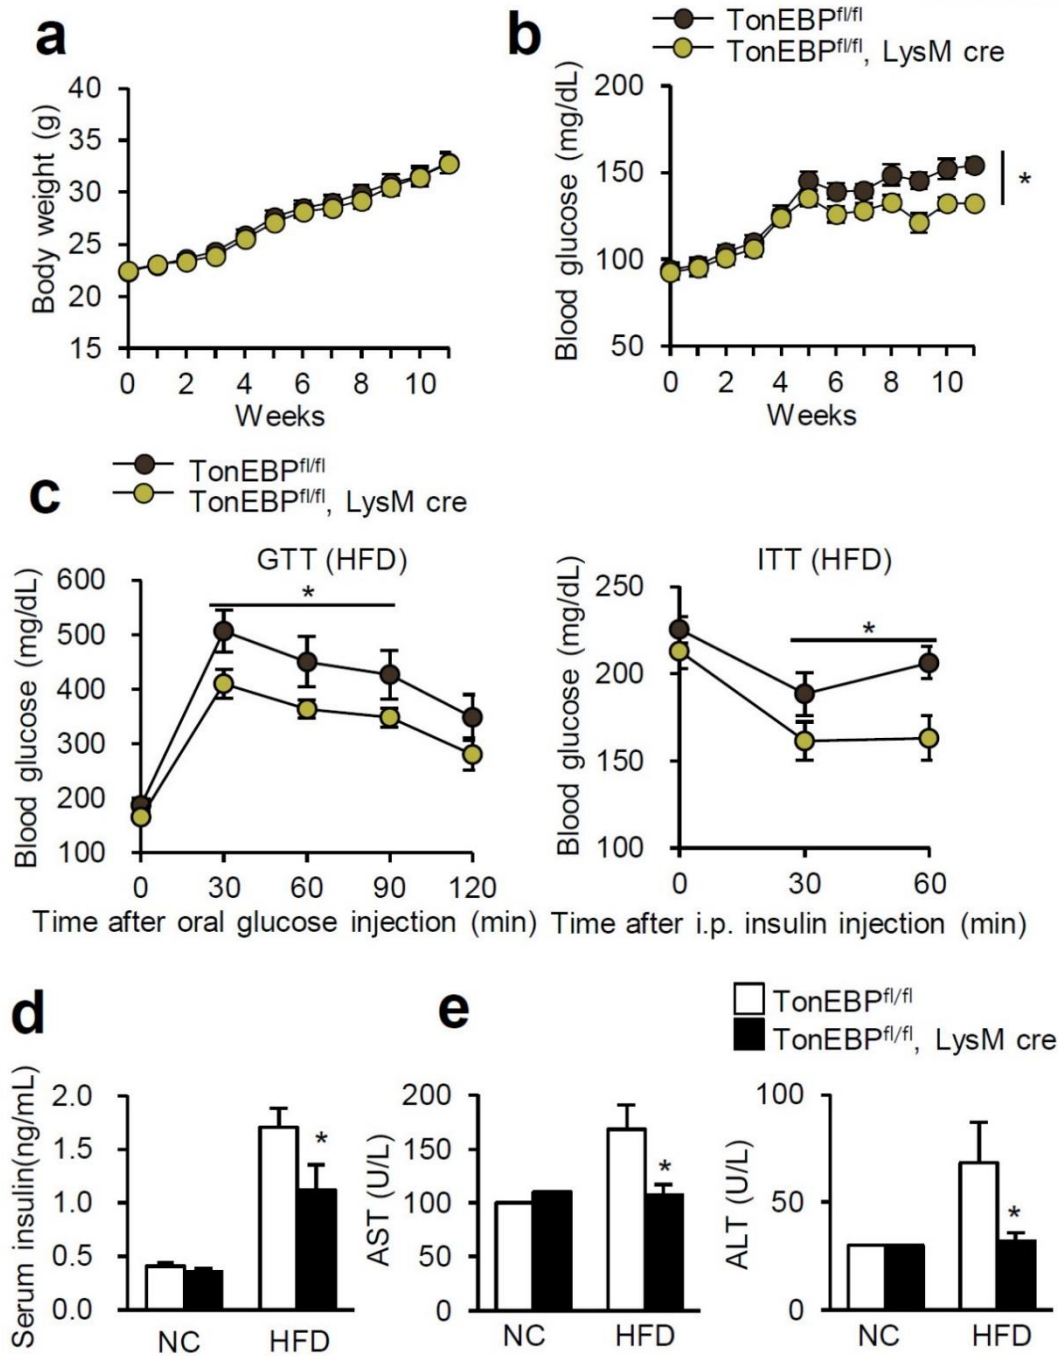 a
40
35
30
25
22
15
Body weight (g)
0 2 4 6 8 10
Weeks
b
TonEBPfl/fl
TonEBPfl/fl, LysM cre
200
150
100
50
Blood glucose (mg/dL)
*
0 2 4 6 8 10
Weeks
c
TonEBPfl/fl
TonEBPfl/fl, LysM cre
GTT (HFD)
*
600
500
400
300
200
100
Blood glucose (mg/dL)
0 30 60 90 120
Time after oral glucose injection (min)
ITT (HFD)
*
250
200
150
100
Blood glucose (mg/dL)
0 30 60
Time after i.p. insulin injection (min)
d
2.0
1.5
1.0
0.5
0.0
Serum insulin(ng/mL)
*
NC HFD
e
TonEBPfl/fl
TonEBPfl/fl, LysM cre
200
150
100
50
0
AST (U/L)
*
NC HFD
100
50
0
ALT (U/L)
*
NC HFD